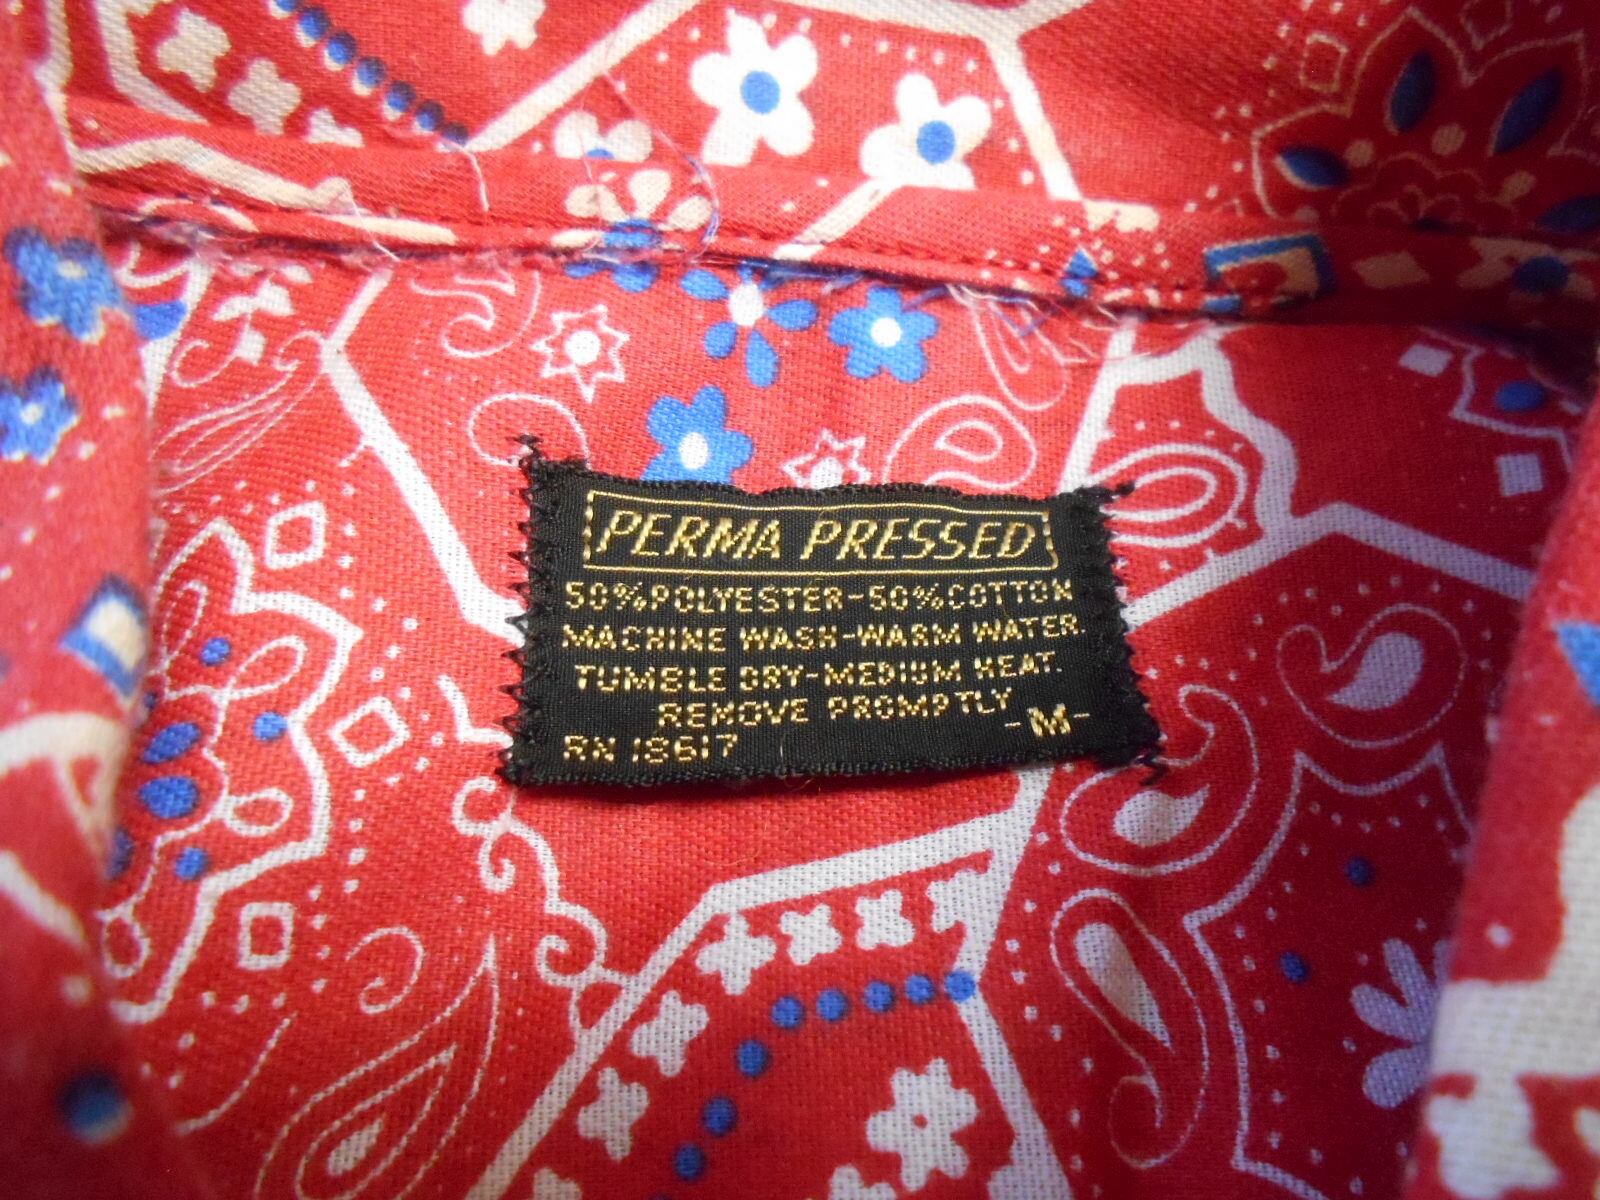 PERMA PRESSED
50% POLYESTER-50% COTTON
MACHINE WASH-WARM WATER.
TUMBLE DRY-MEDIUM HEAT.
REMOVE PROMPTLY
-M-
RN 18617